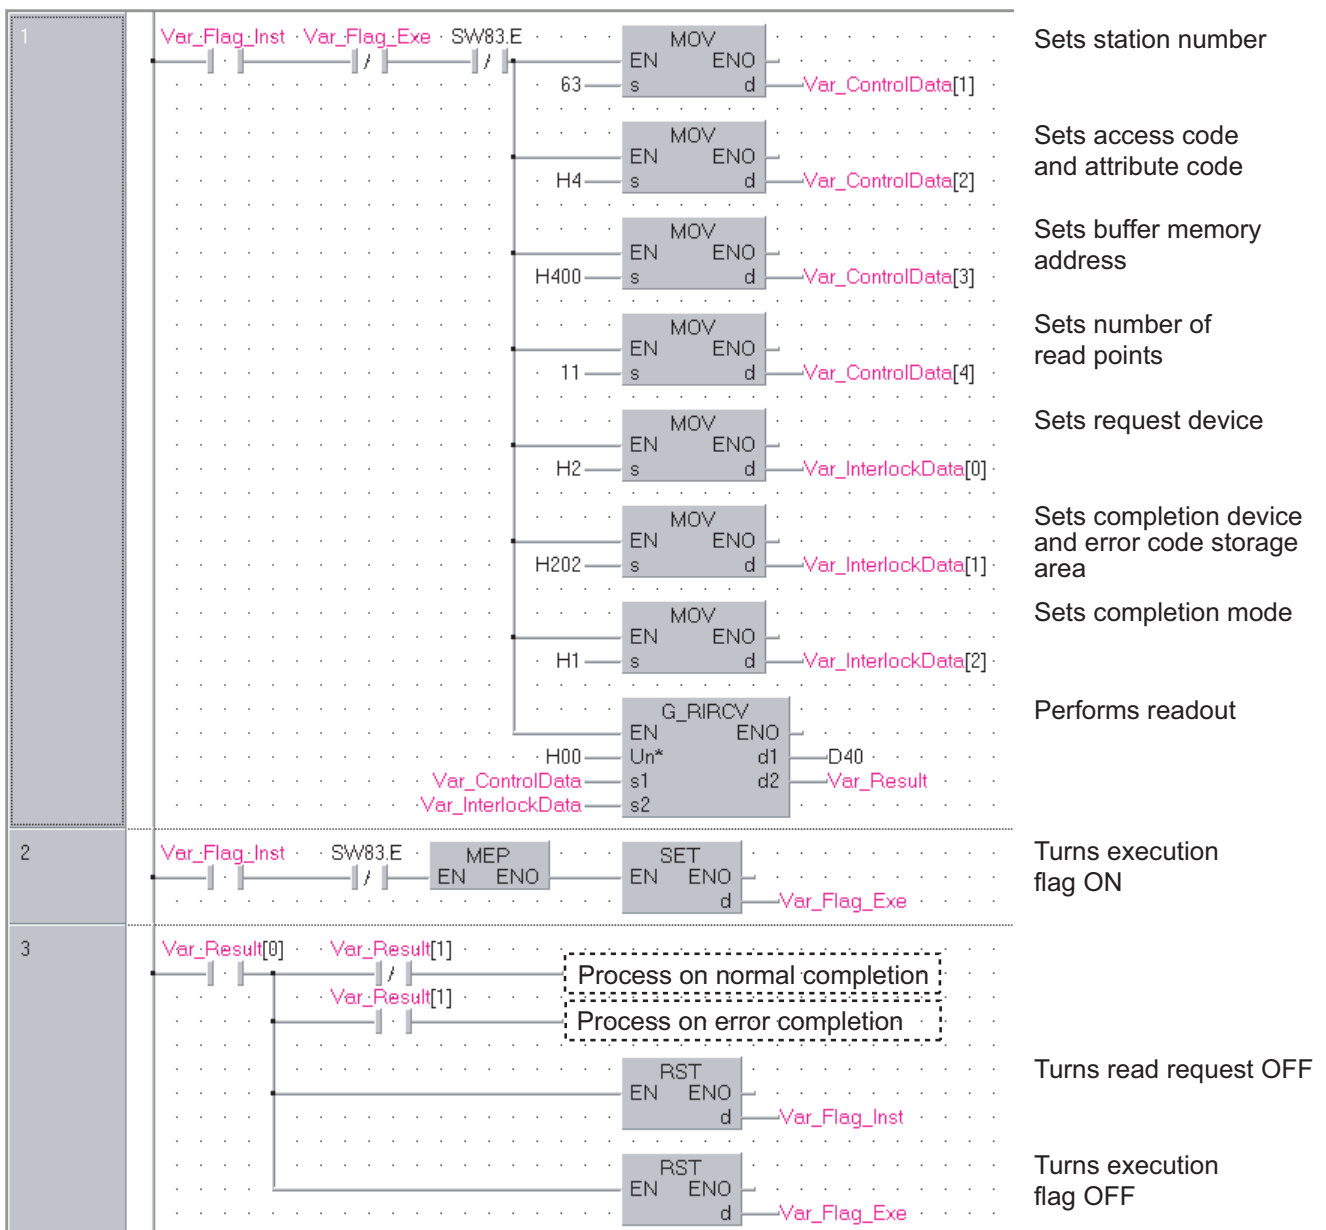 1
Var_Flag_Inst Var_Flag_Exe SW83.E
MOV
EN ENO
63 s d Var_ControlData[1]
Sets station number
MOV
EN ENO
H4 s d Var_ControlData[2]
Sets access code
and attribute code
MOV
EN ENO
H400 s d Var_ControlData[3]
Sets buffer memory
address
MOV
EN ENO
11 s d Var_ControlData[4]
Sets number of
read points
MOV
EN ENO
H2 s d Var_InterlockData[0]
Sets request device
MOV
EN ENO
H202 s d Var_InterlockData[1]
Sets completion device
and error code storage
area
MOV
EN ENO
H1 s d Var_InterlockData[2]
Sets completion mode
G_RIRCV
EN ENO
H00 Un* d1 D40
Var_ControlData s1 d2 Var_Result
Var_InterlockData s2
Performs readout
2
Var_Flag_Inst SW83.E
MEP
EN ENO
SET
EN ENO
d Var_Flag_Exe
Turns execution
flag ON
3
Var_Result[0] Var_Result[1]
Process on normal completion
Var_Result[1]
Process on error completion
RST
EN ENO
d Var_Flag_Inst
Turns read request OFF
RST
EN ENO
d Var_Flag_Exe
Turns execution
flag OFF